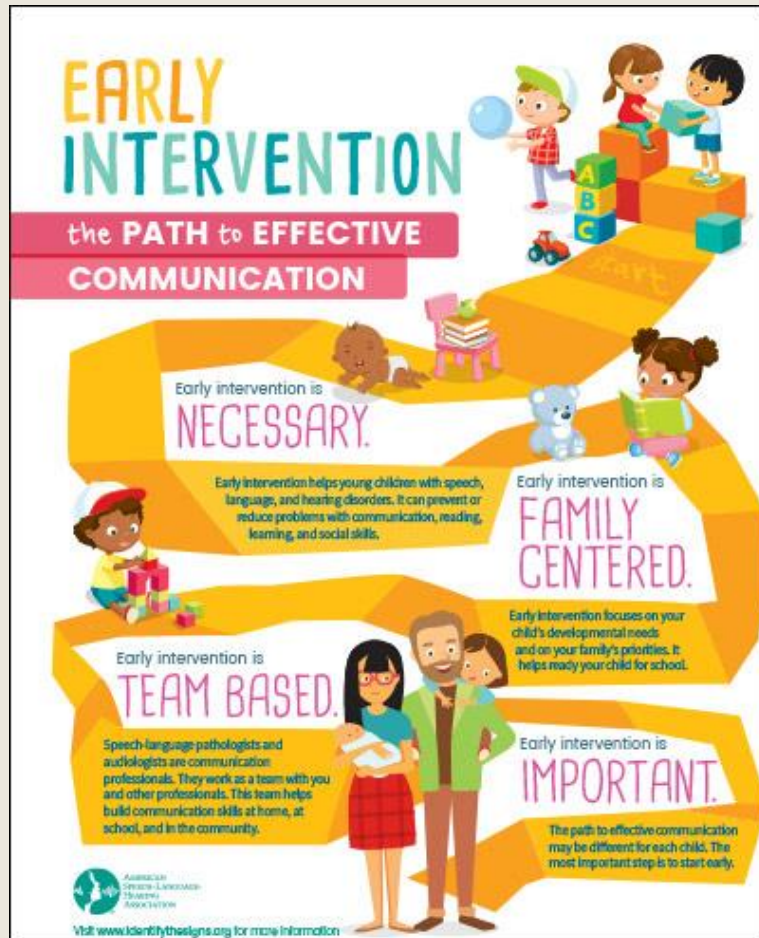 EARLY
INTERVENTION
the PATH to EFFECTIVE
COMMUNICATION
A
B
C
start
Early intervention is
NECESSARY.
Early intervention helps young children with speech,
language, and hearing disorders. It can prevent or
reduce problems with communication, reading,
learning, and social skills.
Early intervention is
FAMILY
CENTERED.
Early intervention focuses on your
child's developmental needs
and on your family's priorities. It
helps ready your child for school.
Early intervention is
TEAM BASED.
Speech-language pathologists and
audiologists are communication
professionals. They work as a team with you
and other professionals. This team helps
build communication skills at home, at
school, and in the community.
Early intervention is
IMPORTANT.
The path to effective communication
may be different for each child. The
most important step is to start early.
AMERICAN
SPEECH-LANGUAGE-
HEARING
ASSOCIATION
Visit www.identifythesigns.org for more information